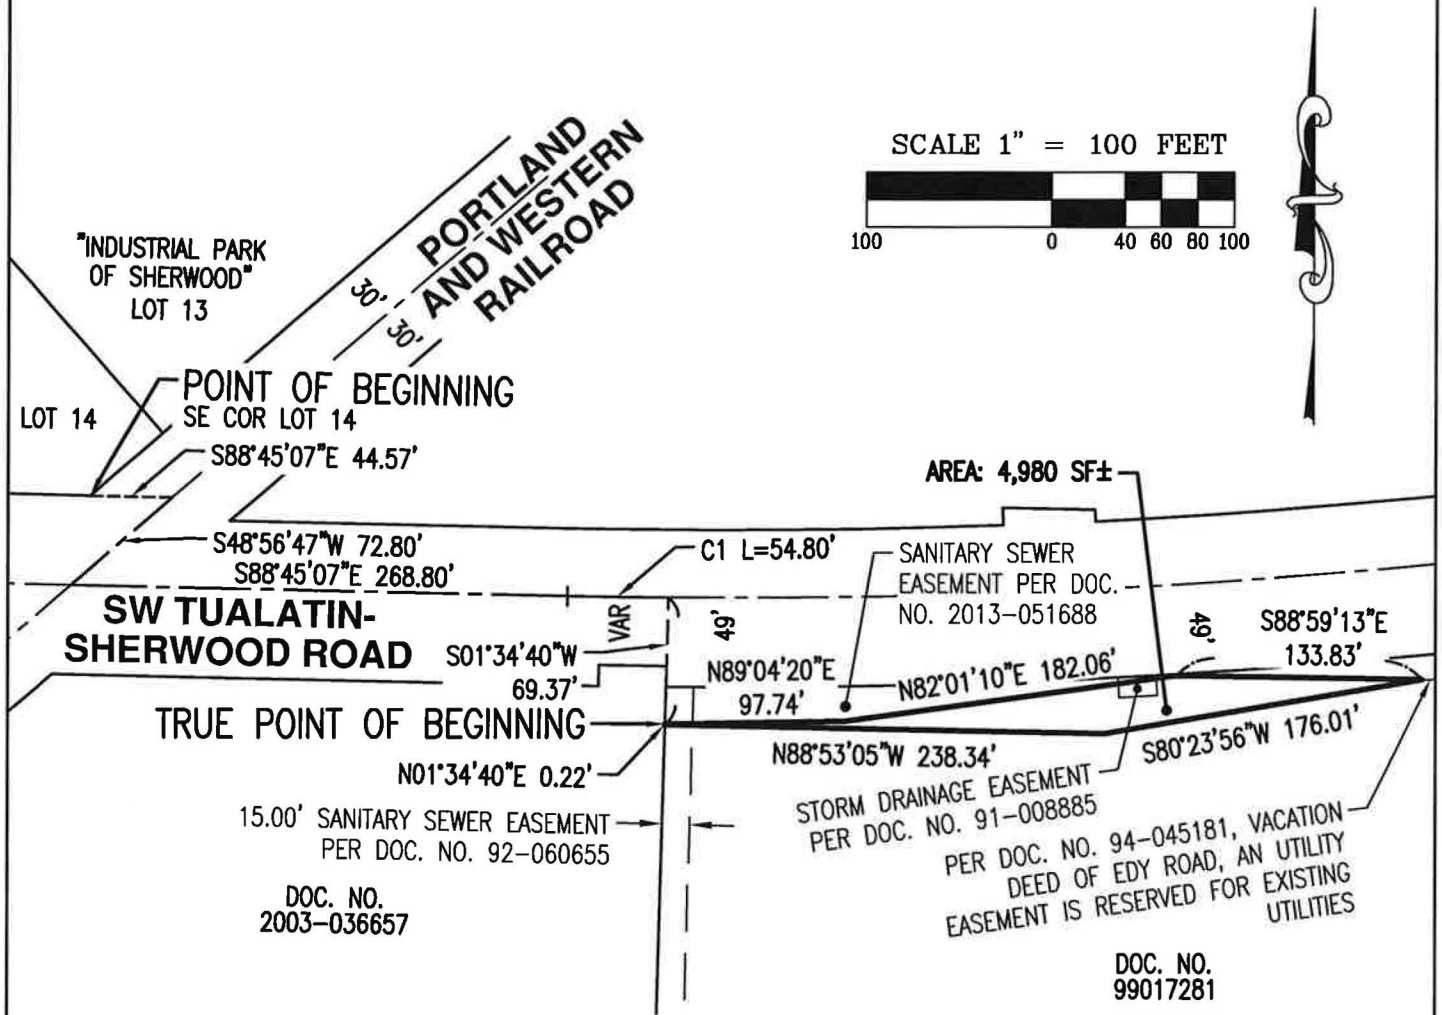 SCALE 1" = 100 FEET
100 0 40 60 80 100
PORTLAND
AND WESTERN
RAILROAD
30'
30'
"INDUSTRIAL PARK
OF SHERWOOD"
LOT 13
POINT OF BEGINNING
SE COR LOT 14
LOT 14
S88°45'07"E 44.57'
AREA: 4,980 SF±
S48°56'47"W 72.80'
S88°45'07"E 268.80'
C1 L=54.80'
SANITARY SEWER
EASEMENT PER DOC.
NO. 2013-051688
SW TUALATIN-
SHERWOOD ROAD
VAR
49'
49'
S88°59'13"E
133.83'
S01°34'40"W
69.37'
N89°04'20"E
97.74'
N82°01'10"E 182.06'
TRUE POINT OF BEGINNING
N01°34'40"E 0.22'
N88°53'05"W 238.34'
S80°23'56"W 176.01'
15.00' SANITARY SEWER EASEMENT
PER DOC. NO. 92-060655
STORM DRAINAGE EASEMENT
PER DOC. NO. 91-008885
PER DOC. NO. 94-045181, VACATION
DEED OF EDY ROAD, AN UTILITY
EASEMENT IS RESERVED FOR EXISTING
UTILITIES
DOC. NO.
2003-036657
DOC. NO.
99017281